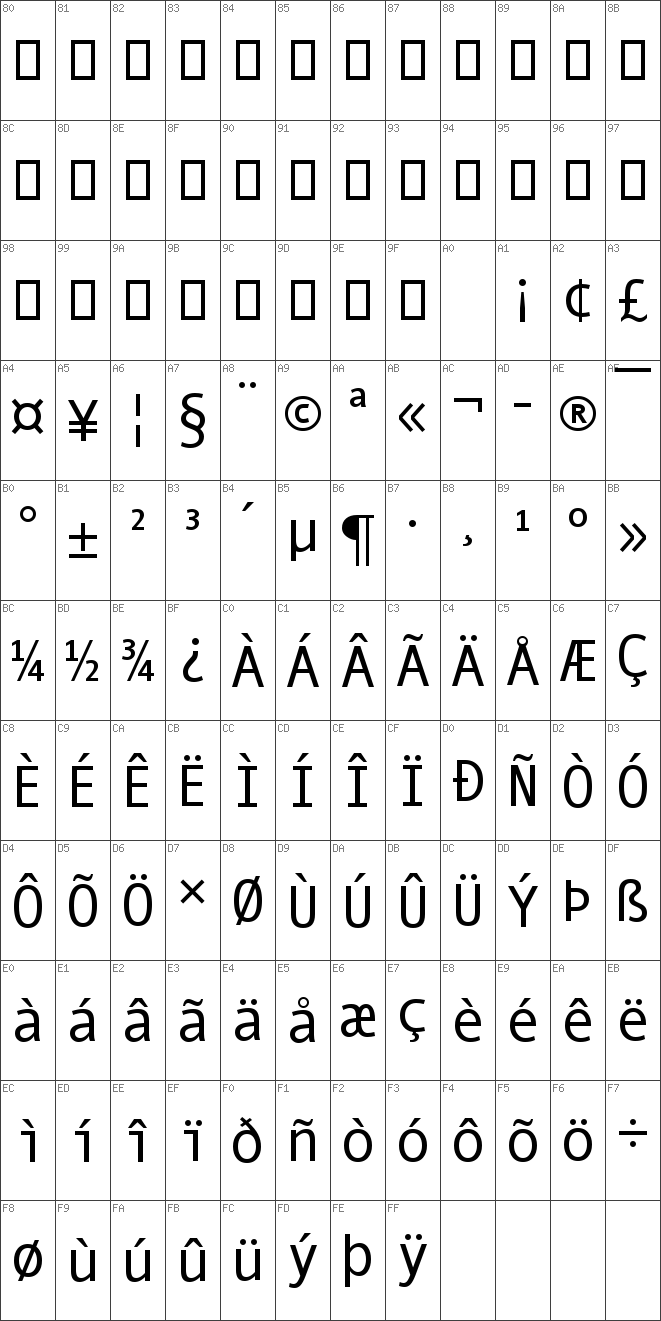 80 81 82 83 84 85 86 87 88 89 8A 8B
8C 8D 8E 8F 90 91 92 93 94 95 96 97
98 99 9A 9B 9C 9D 9E 9F A0 A1 A2 A3
¡ ¢ £
A4 A5 A6 A7 A8 A9 AA AB AC AD AE AF
¤ ¥ ¦ § ¨ © ª « ¬ - ® ¯
B0 B1 B2 B3 B4 B5 B6 B7 B8 B9 BA BB
° ± ² ³ ´ µ ¶ · ¸ ¹ º »
BC BD BE BF C0 C1 C2 C3 C4 C5 C6 C7
¼ ½ ¾ ¿ À Á Â Ã Ä Å Æ Ç
C8 C9 CA CB CC CD CE CF D0 D1 D2 D3
È É Ê Ë Ì Í Î Ï Ð Ñ Ò Ó
D4 D5 D6 D7 D8 D9 DA DB DC DD DE DF
Ô Õ Ö × Ø Ù Ú Û Ü Ý Þ ß
E0 E1 E2 E3 E4 E5 E6 E7 E8 E9 EA EB
à á â ã ä å æ ç è é ê ë
EC ED EE EF F0 F1 F2 F3 F4 F5 F6 F7
ì í î ï ð ñ ò ó ô õ ö ÷
F8 F9 FA FB FC FD FE FF
ø ù ú û ü ý þ ÿ